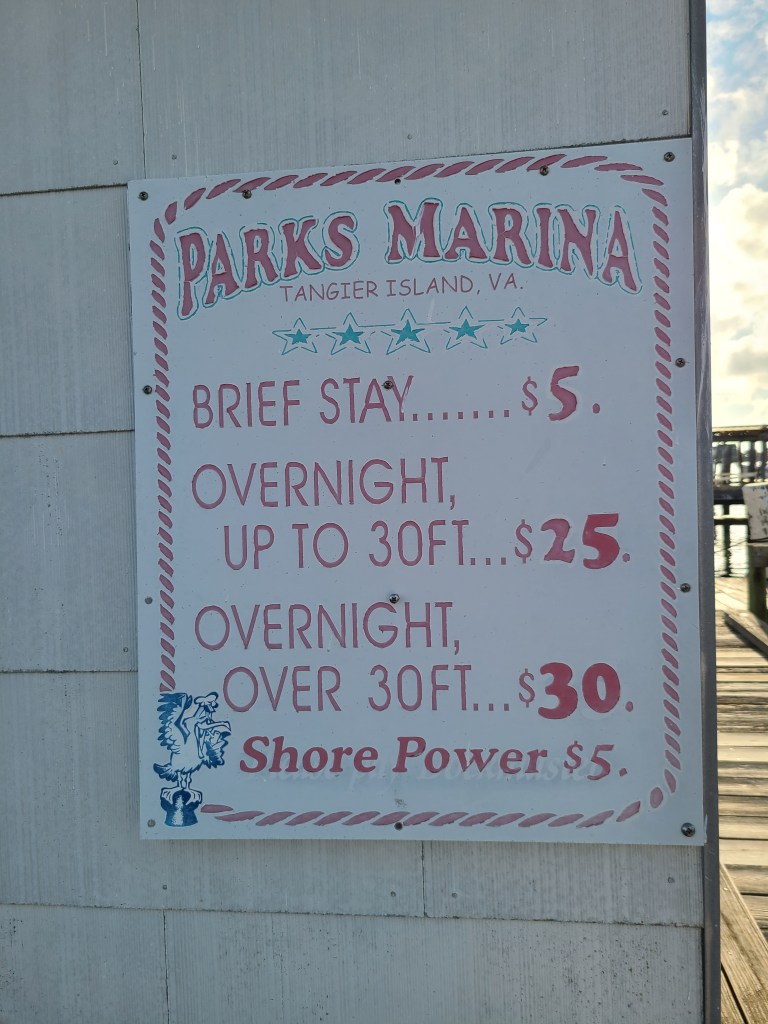 PARKS MARINA
TANGIER ISLAND, VA.
BRIEF STAY.......$5.
OVERNIGHT,
UP TO 30FT...$25.
OVERNIGHT,
OVER 30FT...$30.
Shore Power $5.